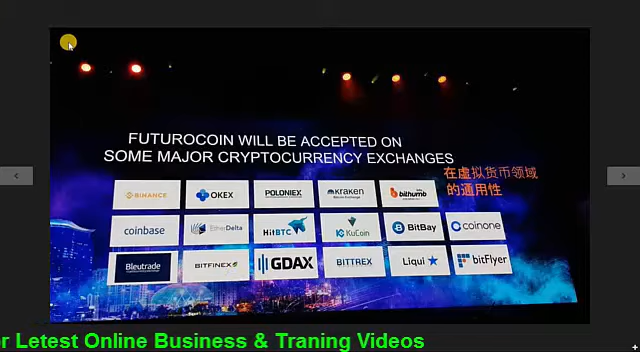 FUTUROCOIN WILL BE ACCEPTED ON
SOME MAJOR CRYPTOCURRENCY EXCHANGES
在虚拟货币领域
的通用性
BINANCE
OKEX
POLONIEX
kraken
bithumb
coinbase
EtherDelta
HitBTC
KuCoin
BitBay
coinone
Bleutrade
BITFINEX
GDAX
BITTREX
Liqui
bitFlyer
r Letest Online Business & Traning Videos